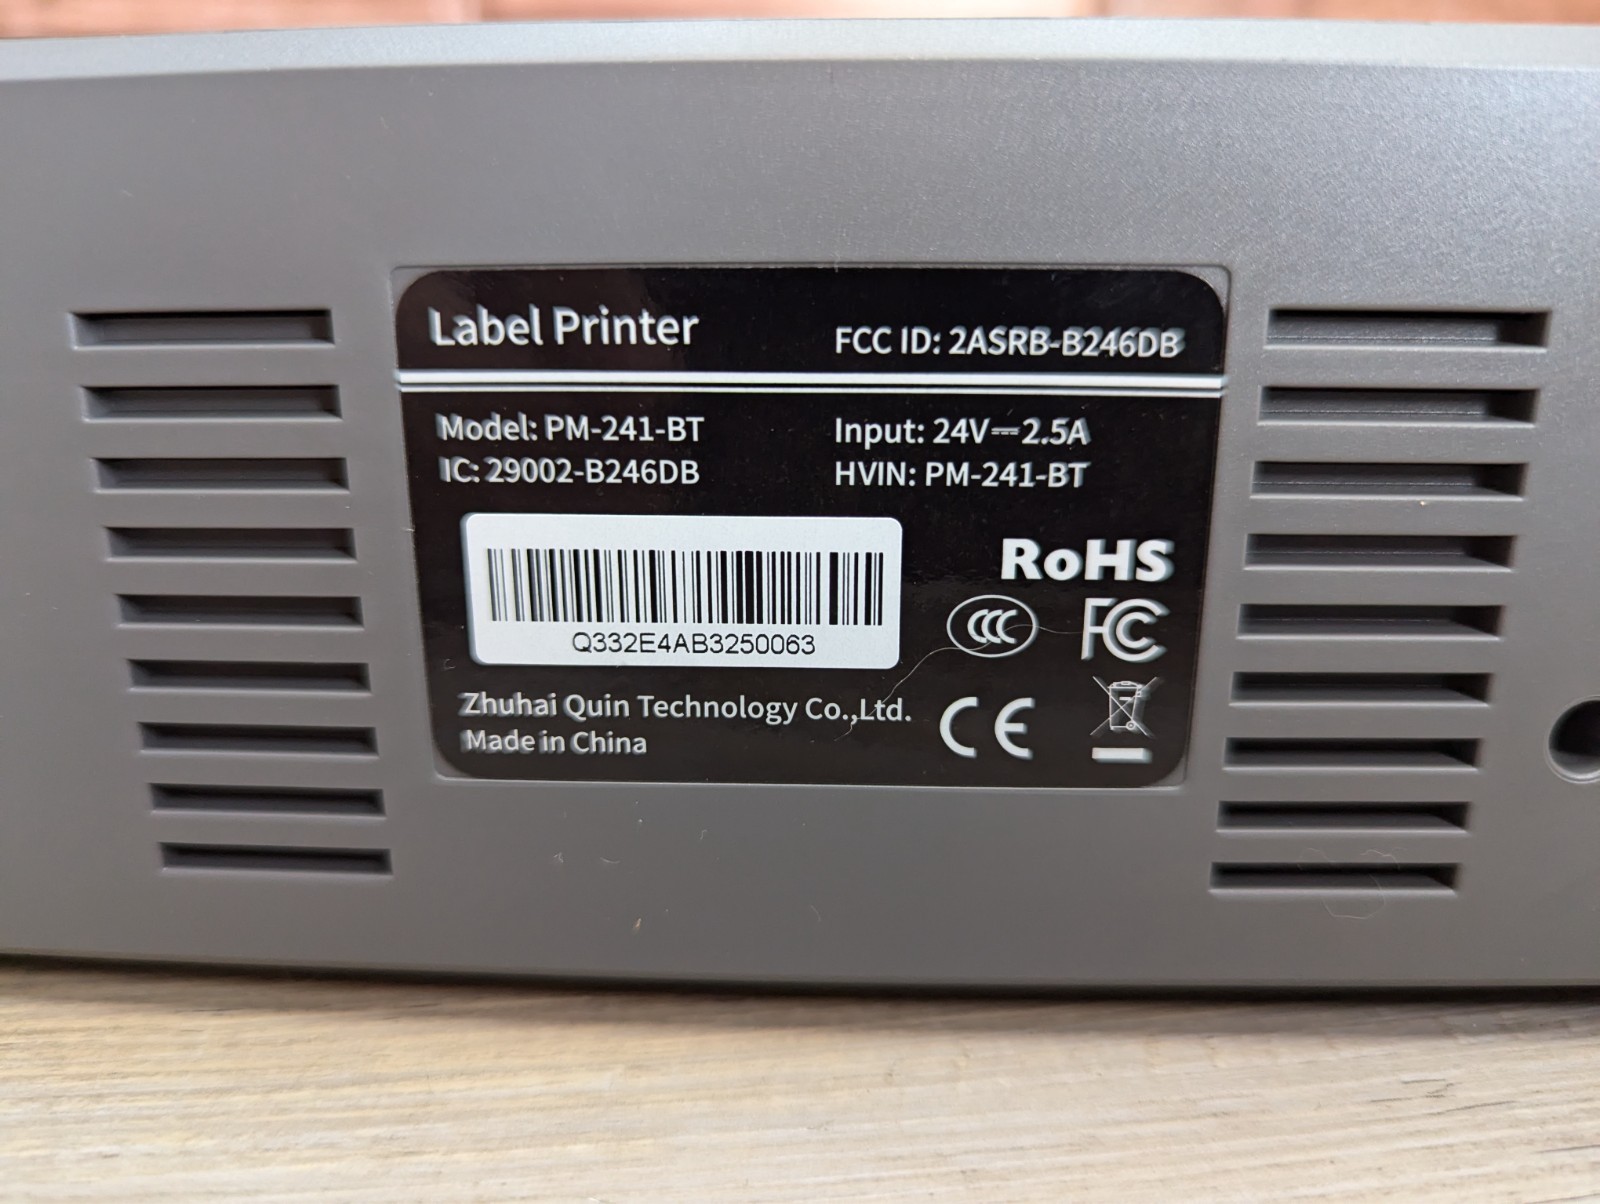 Label Printer
FCC ID: 2ASRB-B246DB
Model: PM-241-BT
Input: 24V⎓2.5A
IC: 29002-B246DB
HVIN: PM-241-BT
RoHS
CCC
FC
Q332E4AB3250063
Zhuhai Quin Technology Co.,Ltd.
Made in China
CE